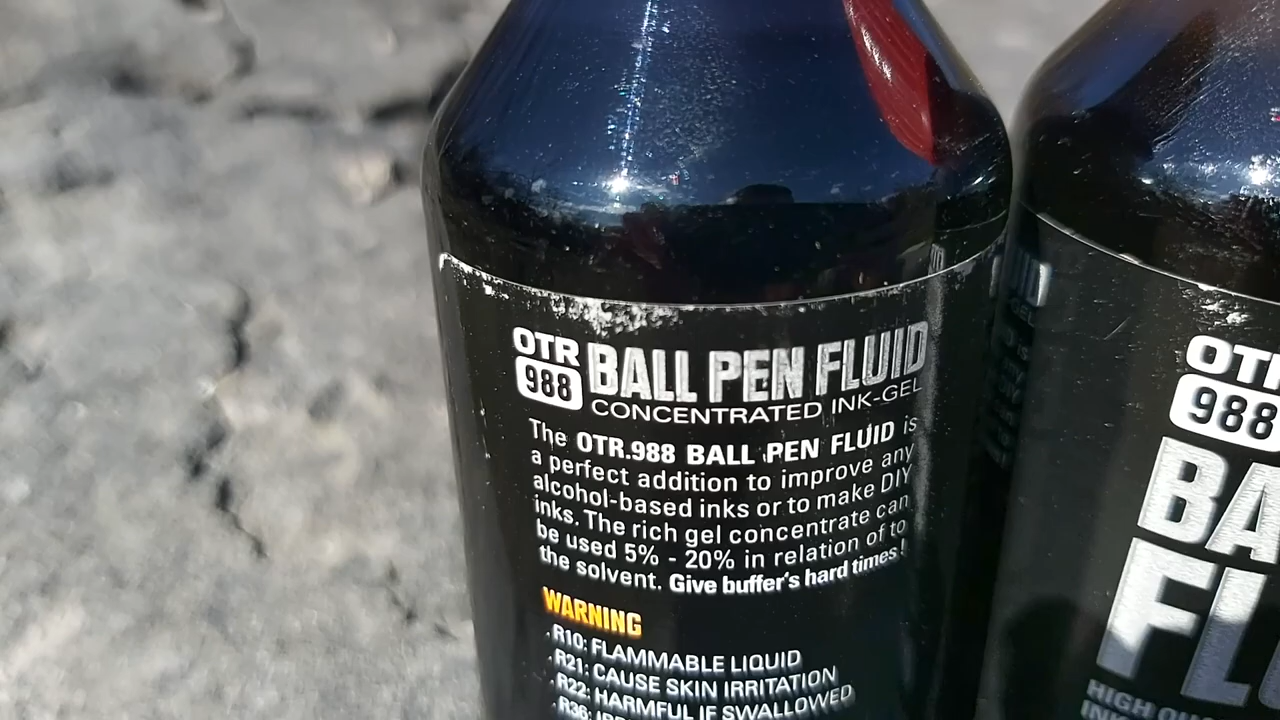 OTR
988
BALL PEN FLUID
CONCENTRATED INK-GEL
The OTR.988 BALL PEN FLUID is
a perfect addition to improve any
alcohol-based inks or to make DIY
inks. The rich gel concentrate can
be used 5% - 20% in relation of to
the solvent. Give buffer's hard times!
WARNING
.R10: FLAMMABLE LIQUID
.R21: CAUSE SKIN IRRITATION
.R22: HARMFUL IF SWALLOWED
.R36:
988
HIGH